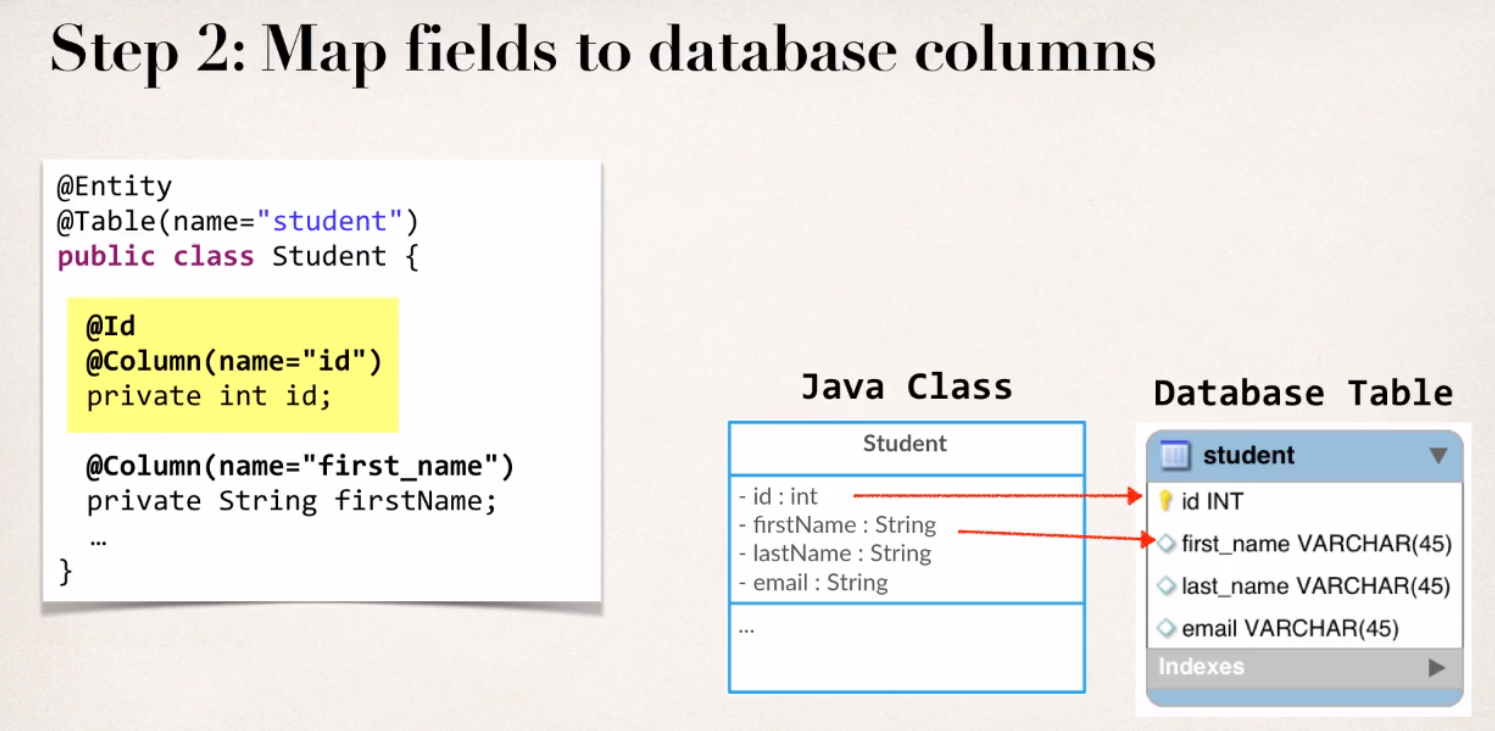 Step 2: Map fields to database columns
@Entity
@Table(name="student")
public class Student {
@Id
@Column(name="id")
private int id;
@Column(name="first_name")
private String firstName;
…
}
Java Class
Student
- id : int
- firstName : String
- lastName : String
- email : String
...
Database Table
student
id INT
first_name VARCHAR(45)
last_name VARCHAR(45)
email VARCHAR(45)
Indexes